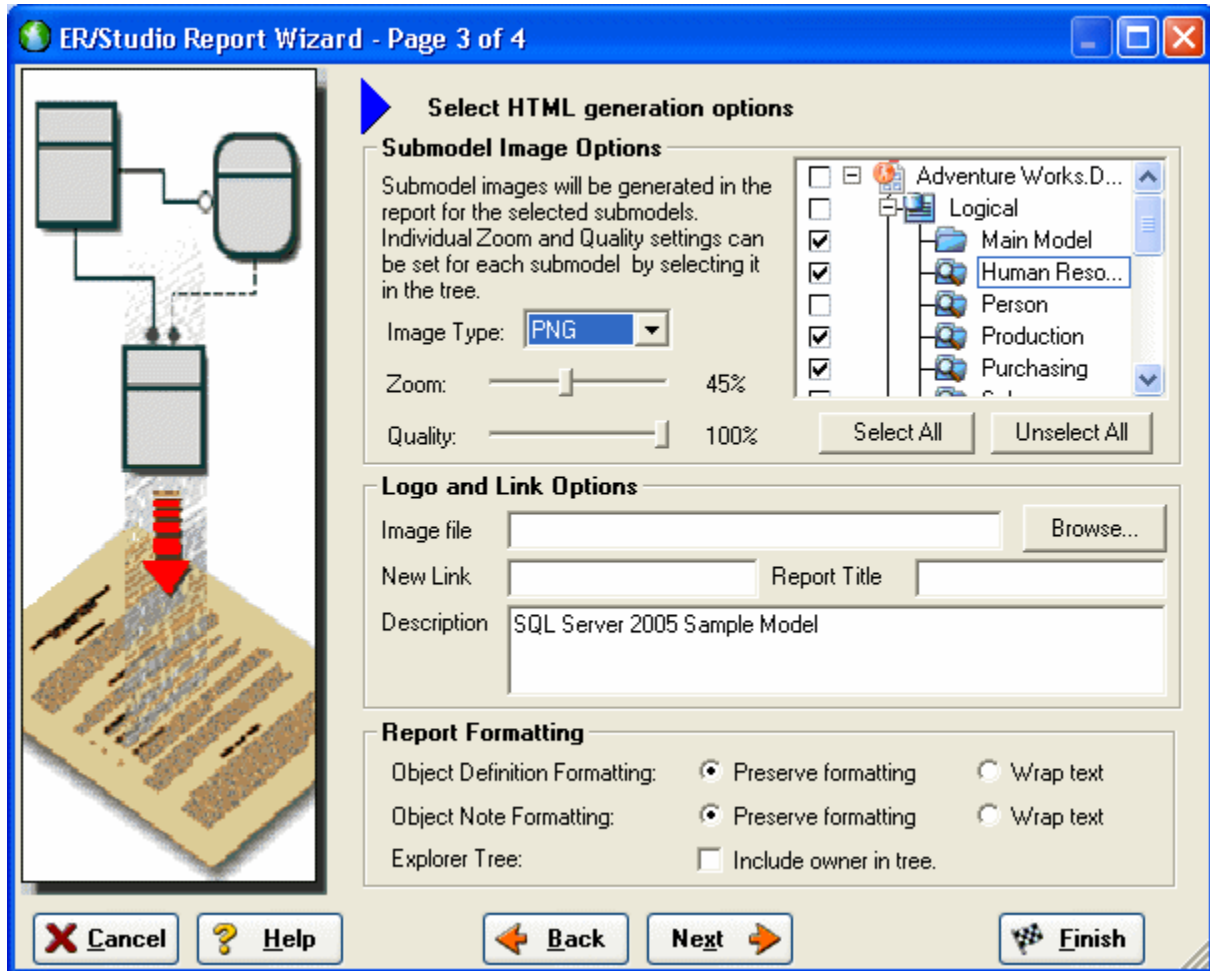 ER/Studio Report Wizard - Page 3 of 4
Select HTML generation options
Submodel Image Options
Submodel images will be generated in the
report for the selected submodels.
Individual Zoom and Quality settings can
be set for each submodel by selecting it
in the tree.
Image Type: PNG
Zoom: 45%
Quality: 100%
Adventure Works.D...
Logical
Main Model
Human Reso...
Person
Production
Purchasing
Select All Unselect All
Logo and Link Options
Image file Browse...
New Link Report Title
Description SQL Server 2005 Sample Model
Report Formatting
Object Definition Formatting: Preserve formatting Wrap text
Object Note Formatting: Preserve formatting Wrap text
Explorer Tree: Include owner in tree.
Cancel Help Back Next Finish